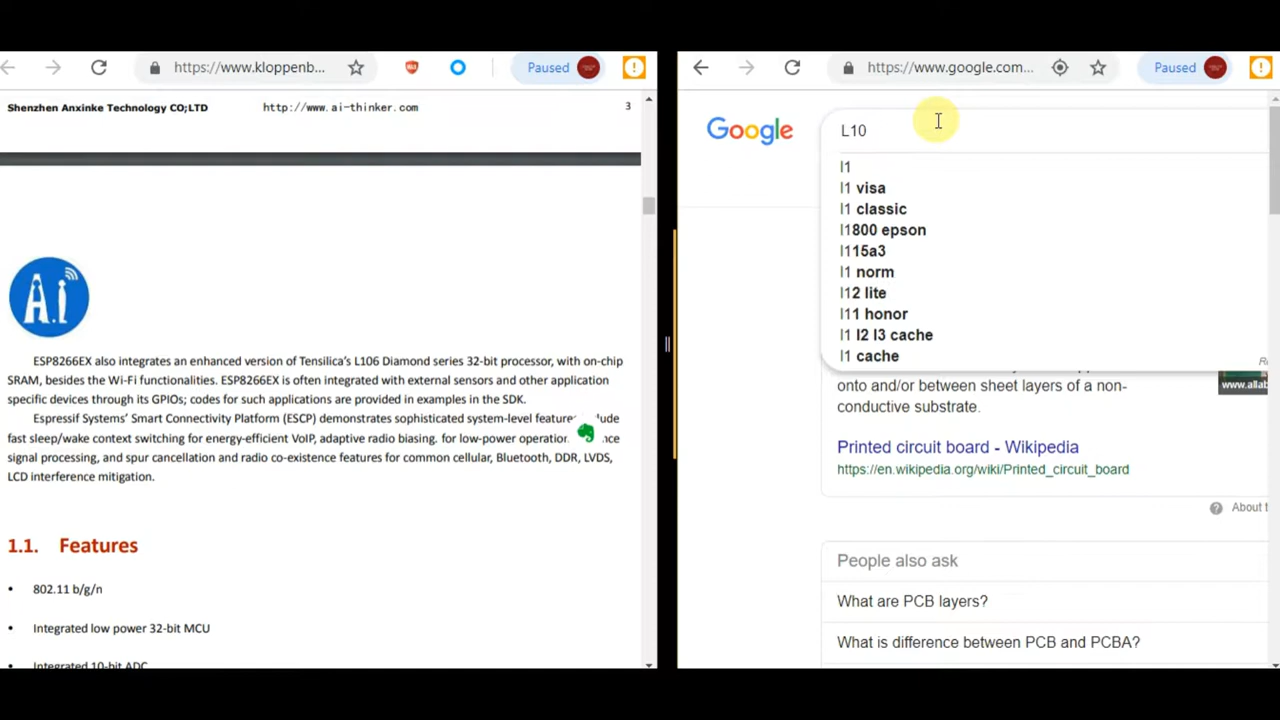 https://www.kloppenb...
Paused
Shenzhen Anxinke Technology CO;LTD http://www.ai-thinker.com 3
A.i
ESP8266EX also integrates an enhanced version of Tensilica's L106 Diamond series 32-bit processor, with on-chip
SRAM, besides the Wi-Fi functionalities. ESP8266EX is often integrated with external sensors and other application
specific devices through its GPIOs; codes for such applications are provided in examples in the SDK.
Espressif Systems' Smart Connectivity Platform (ESCP) demonstrates sophisticated system-level features
fast sleep/wake context switching for energy-efficient VoIP, adaptive radio biasing. for low-power operation
signal processing, and spur cancellation and radio co-existence features for common cellular, Bluetooth, DDR, LVDS,
LCD interference mitigation.
1.1. Features
• 802.11 b/g/n
• Integrated low power 32-bit MCU
• Integrated 10-bit ADC
https://www.google.com...
Paused
Google
L10
l1
l1 visa
l1 classic
l1800 epson
l115a3
l1 norm
l12 lite
l11 honor
l1 l2 l3 cache
l1 cache
onto and/or between sheet layers of a non-
conductive substrate.
www.allab
Printed circuit board - Wikipedia
https://en.wikipedia.org/wiki/Printed_circuit_board
About
People also ask
What are PCB layers?
What is difference between PCB and PCBA?